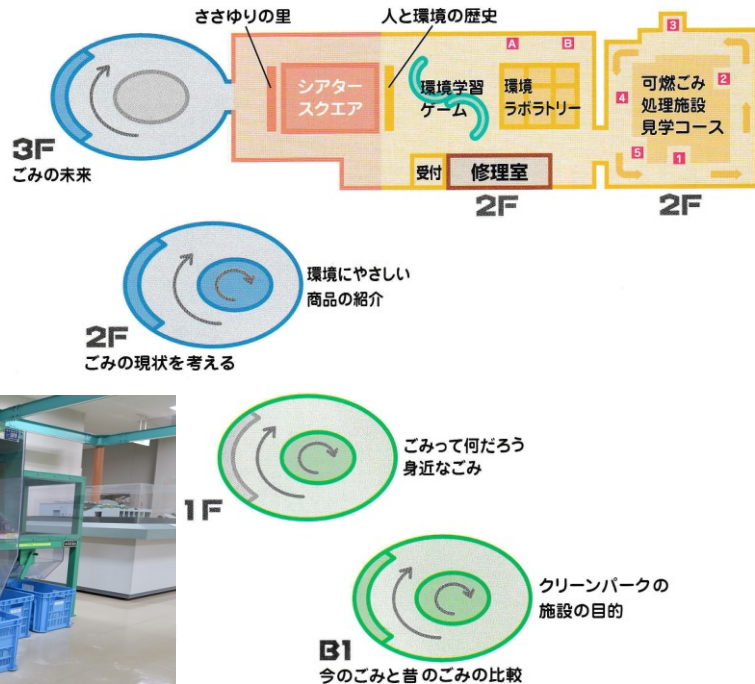 ささゆりの里
人と環境の歴史
シアター
スクエア
環境学習
ゲーム
A
B
環境
ラボラトリー
受付
修理室
2F
3
2
4
可燃ごみ
処理施設
見学コース
5
1
2F
3F
ごみの未来
環境にやさしい
商品の紹介
2F
ごみの現状を考える
ごみって何だろう
身近なごみ
1F
クリーンパークの
施設の目的
B1
今のごみと昔のごみの比較